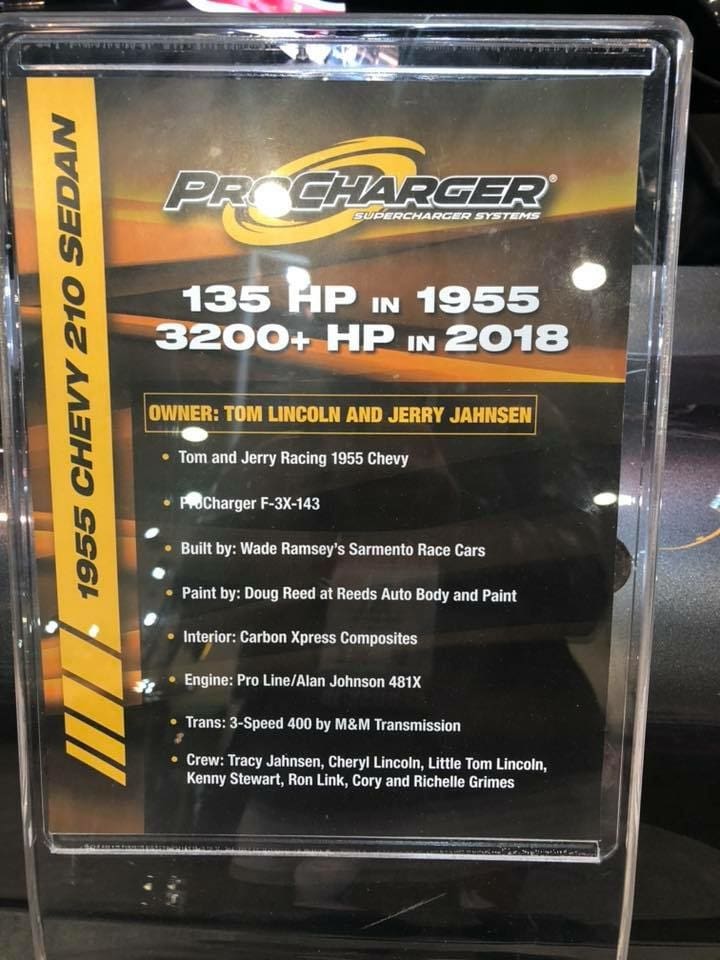 1955 CHEVY 210 SEDAN
PROCHARGER®
SUPERCHARGER SYSTEMS
135 HP IN 1955
3200+ HP IN 2018
OWNER: TOM LINCOLN AND JERRY JAHNSEN
• Tom and Jerry Racing 1955 Chevy
• ProCharger F-3X-143
• Built by: Wade Ramsey's Sarmento Race Cars
• Paint by: Doug Reed at Reeds Auto Body and Paint
• Interior: Carbon Xpress Composites
• Engine: Pro Line/Alan Johnson 481X
• Trans: 3-Speed 400 by M&M Transmission
• Crew: Tracy Jahnsen, Cheryl Lincoln, Little Tom Lincoln,
Kenny Stewart, Ron Link, Cory and Richelle Grimes